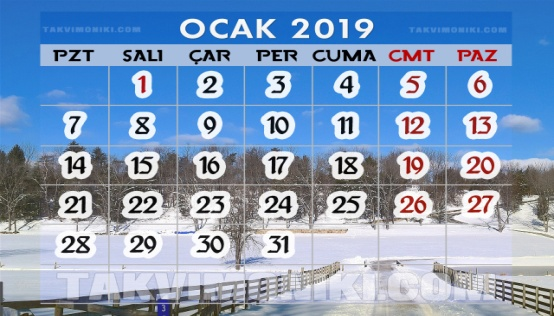 OCAK 2019
TAKVIMONIKI.COM TAKVIMONIKI.COM
PZT SALI ÇAR PER CUMA CMT PAZ
1 2 3 4 5 6
7 8 9 10 11 12 13
14 15 16 17 18 19 20
21 22 23 24 25 26 27
28 29 30 31
TAKVIMONIKI.COM